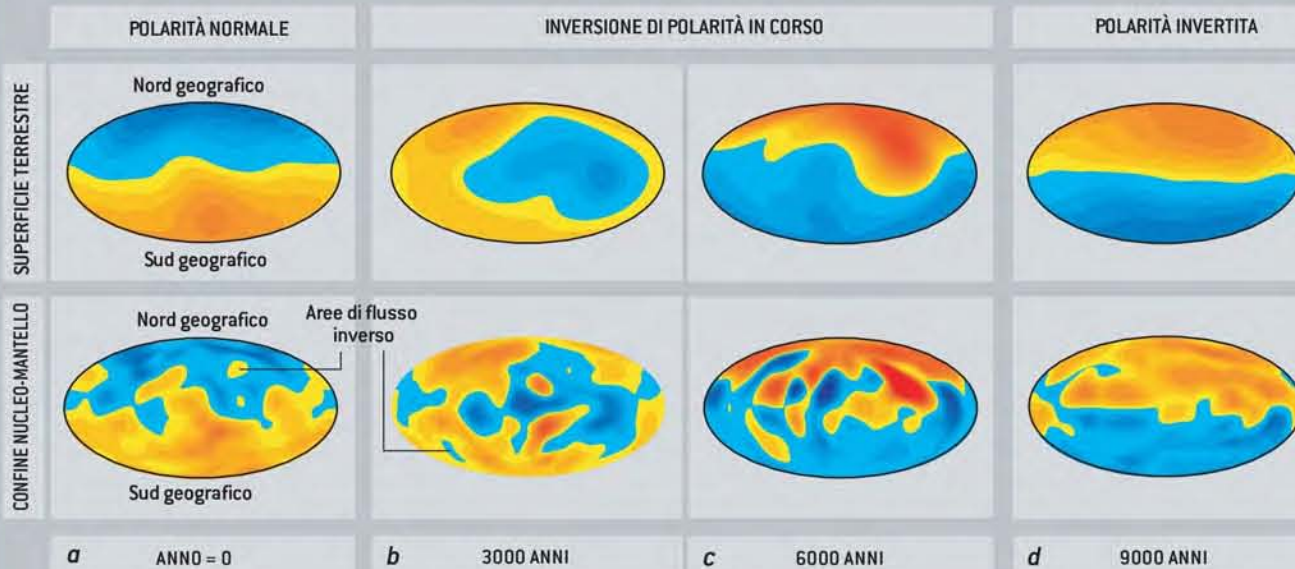 POLARITÀ NORMALE
INVERSIONE DI POLARITÀ IN CORSO
POLARITÀ INVERTITA
SUPERFICIE TERRESTRE
Nord geografico
Sud geografico
CONFINE NUCLEO-MANTELLO
Nord geografico
Aree di flusso
inverso
Sud geografico
a ANNO = 0
b 3000 ANNI
c 6000 ANNI
d 9000 ANNI